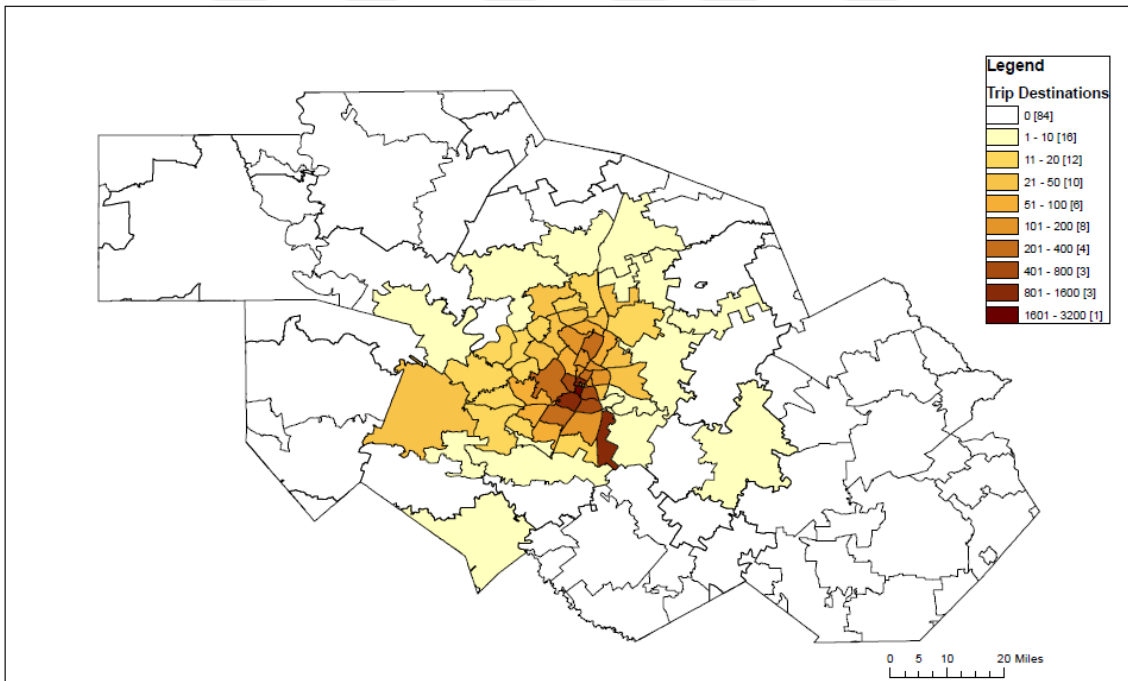 Legend
Trip Destinations
0 [84]
1 - 10 [16]
11 - 20 [12]
21 - 50 [10]
51 - 100 [6]
101 - 200 [8]
201 - 400 [4]
401 - 800 [3]
801 - 1600 [3]
1601 - 3200 [1]
0 5 10 20 Miles